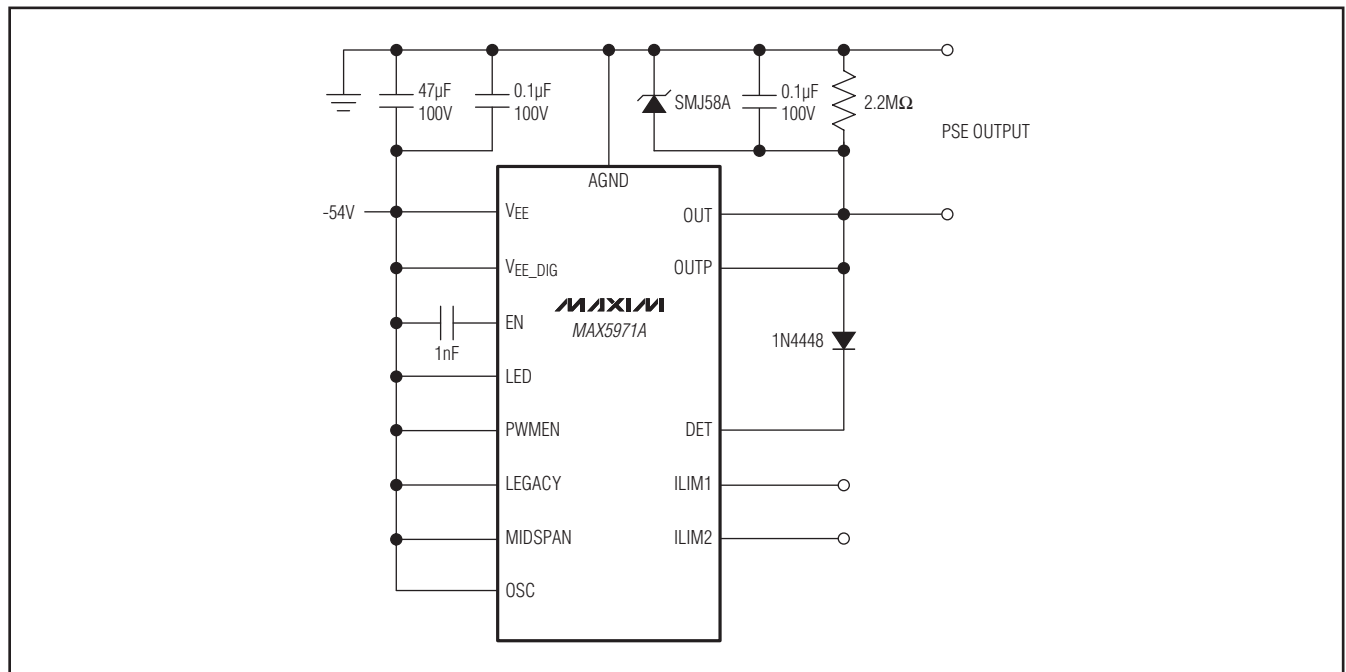 47µF
100V
0.1µF
100V
SMJ58A
0.1µF
100V
2.2MΩ
PSE OUTPUT
AGND
-54V
VEE
OUT
VEE_DIG
OUTP
MAXIM
MAX5971A
EN
1nF
1N4448
LED
PWMEN
DET
LEGACY
ILIM1
MIDSPAN
ILIM2
OSC